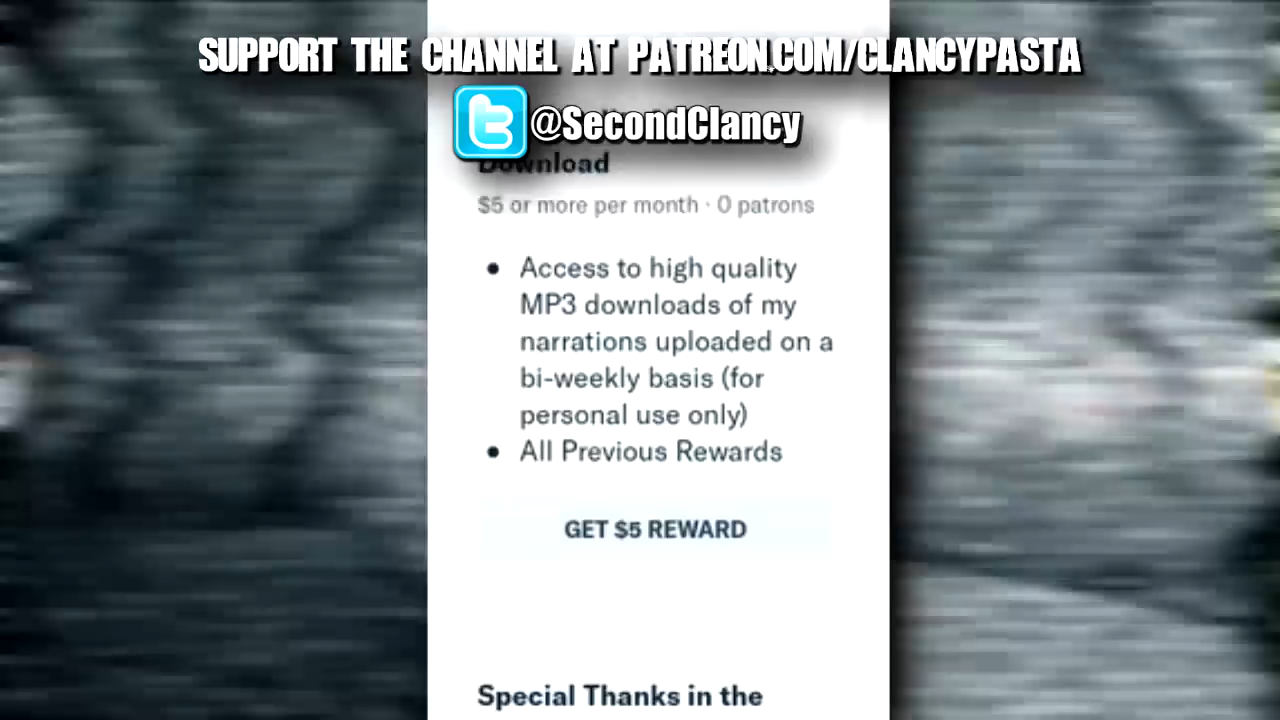 SUPPORT THE CHANNEL AT PATREON.COM/CLANCYPASTA
@SecondClancy
Download
$5 or more per month · 0 patrons
• Access to high quality
MP3 downloads of my
narrations uploaded on a
bi-weekly basis (for
personal use only)
• All Previous Rewards
GET $5 REWARD
Special Thanks in the